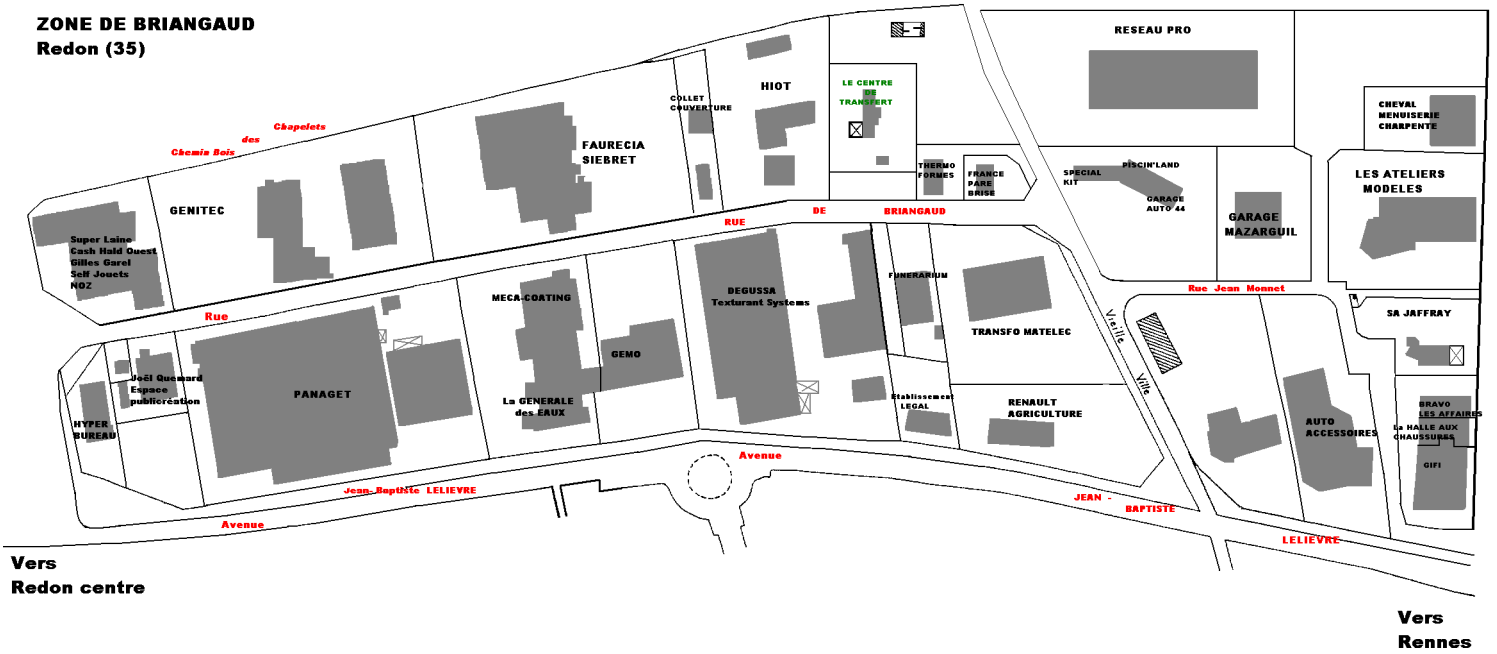 ZONE DE BRIANGAUD
Redon (35)
RESEAU PRO
HIOT
LE CENTRE
DE
TRANSFERT
COLLET
COUVERTURE
CHEVAL
MENUISERIE
CHARPENTE
Chapelets
des
Chemin Bois
FAURECIA
SIEBRET
THERMO
FORMES
FRANCE
PARE
BRISE
SPECIAL
KIT
PISCIN'LAND
GARAGE
AUTO 44
LES ATELIERS
MODELES
GENITEC
GARAGE
MAZARGUIL
RUE
DE
BRIANGAUD
Super Laine
Cash Hald Ouest
Gilles Garel
Self Jouets
NOZ
Rue
MECA-COATING
DEGUSSA
Texturant Systems
FUNERARIUM
TRANSFO MATELEC
Rue Jean Monnet
SA JAFFRAY
Vieille
Ville
GEMO
Joël Quemard
Espace
publicréation
PANAGET
HYPER
BUREAU
La GENERALE
des EAUX
Etablissement
LEGAL
RENAULT
AGRICULTURE
AUTO
ACCESSOIRES
BRAVO
LES AFFAIRES
La HALLE AUX
CHAUSSURES
GIFI
Avenue
Jean-Baptiste LELIEVRE
Avenue
JEAN -
BAPTISTE
LELIEVRE
Vers
Redon centre
Vers
Rennes